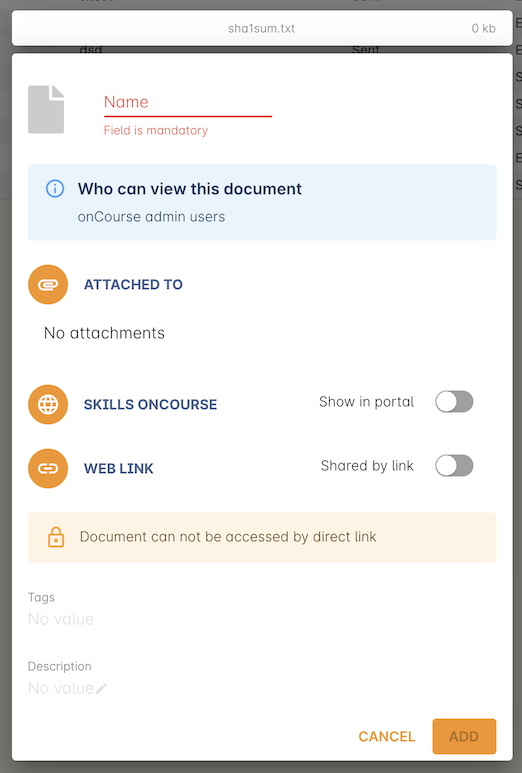 dsd Sent E
sha1sum.txt 0 kb
Name
Field is mandatory
Who can view this document
onCourse admin users
ATTACHED TO
No attachments
SKILLS ONCOURSE Show in portal
WEB LINK Shared by link
Document can not be accessed by direct link
Tags
No value
Description
No value
CANCEL ADD